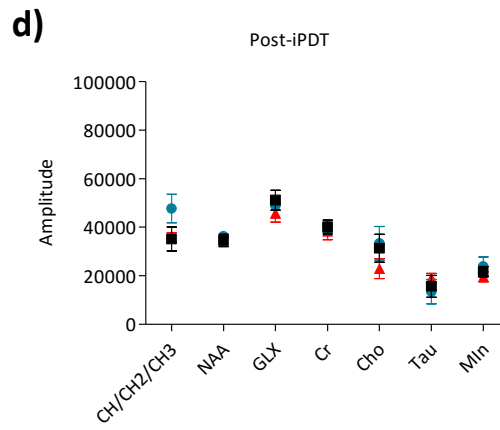 d)
Post-iPDT
Amplitude
100000
80000
60000
40000
20000
0
CH/CH2/CH3
NAA
GLX
Cr
Cho
Tau
MIn